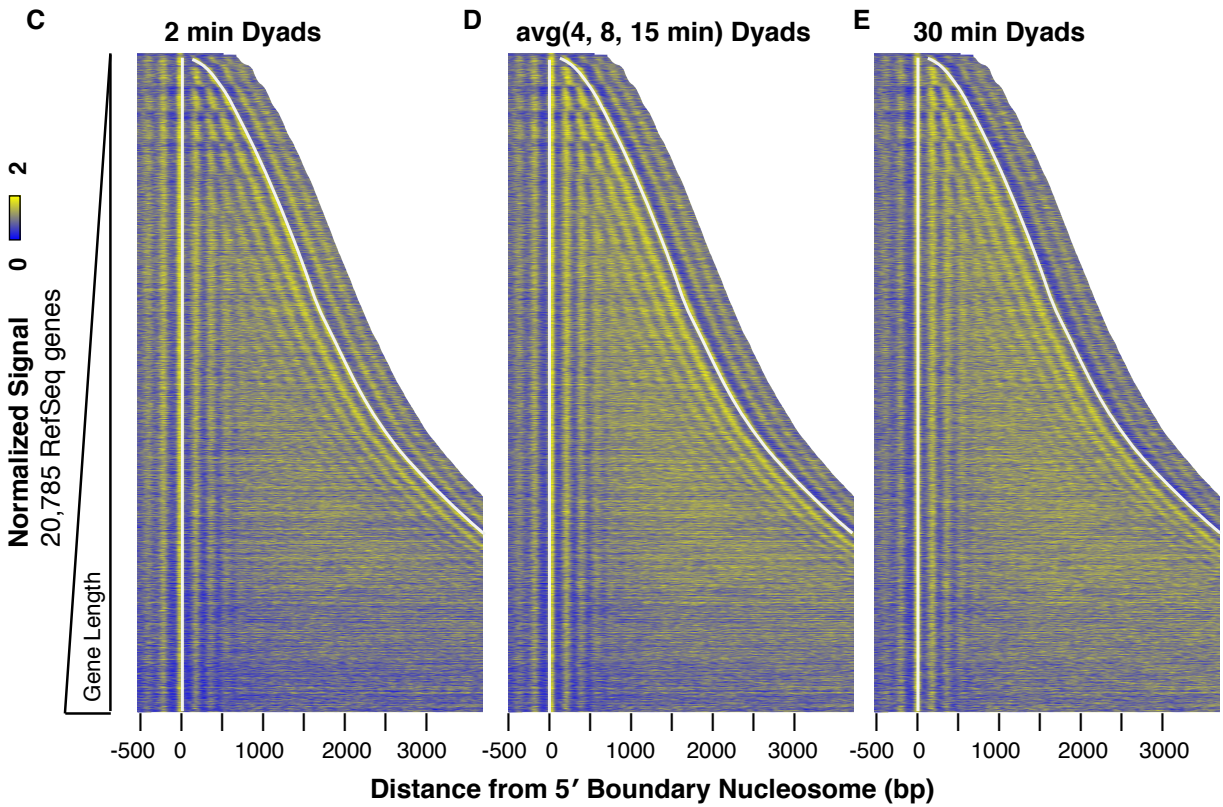 C
2 min Dyads
D
avg(4, 8, 15 min) Dyads
E
30 min Dyads
Normalized Signal
0 2
20,785 RefSeq genes
Gene Length
-500 0 1000 2000 3000
-500 0 1000 2000 3000
-500 0 1000 2000 3000
Distance from 5′ Boundary Nucleosome (bp)